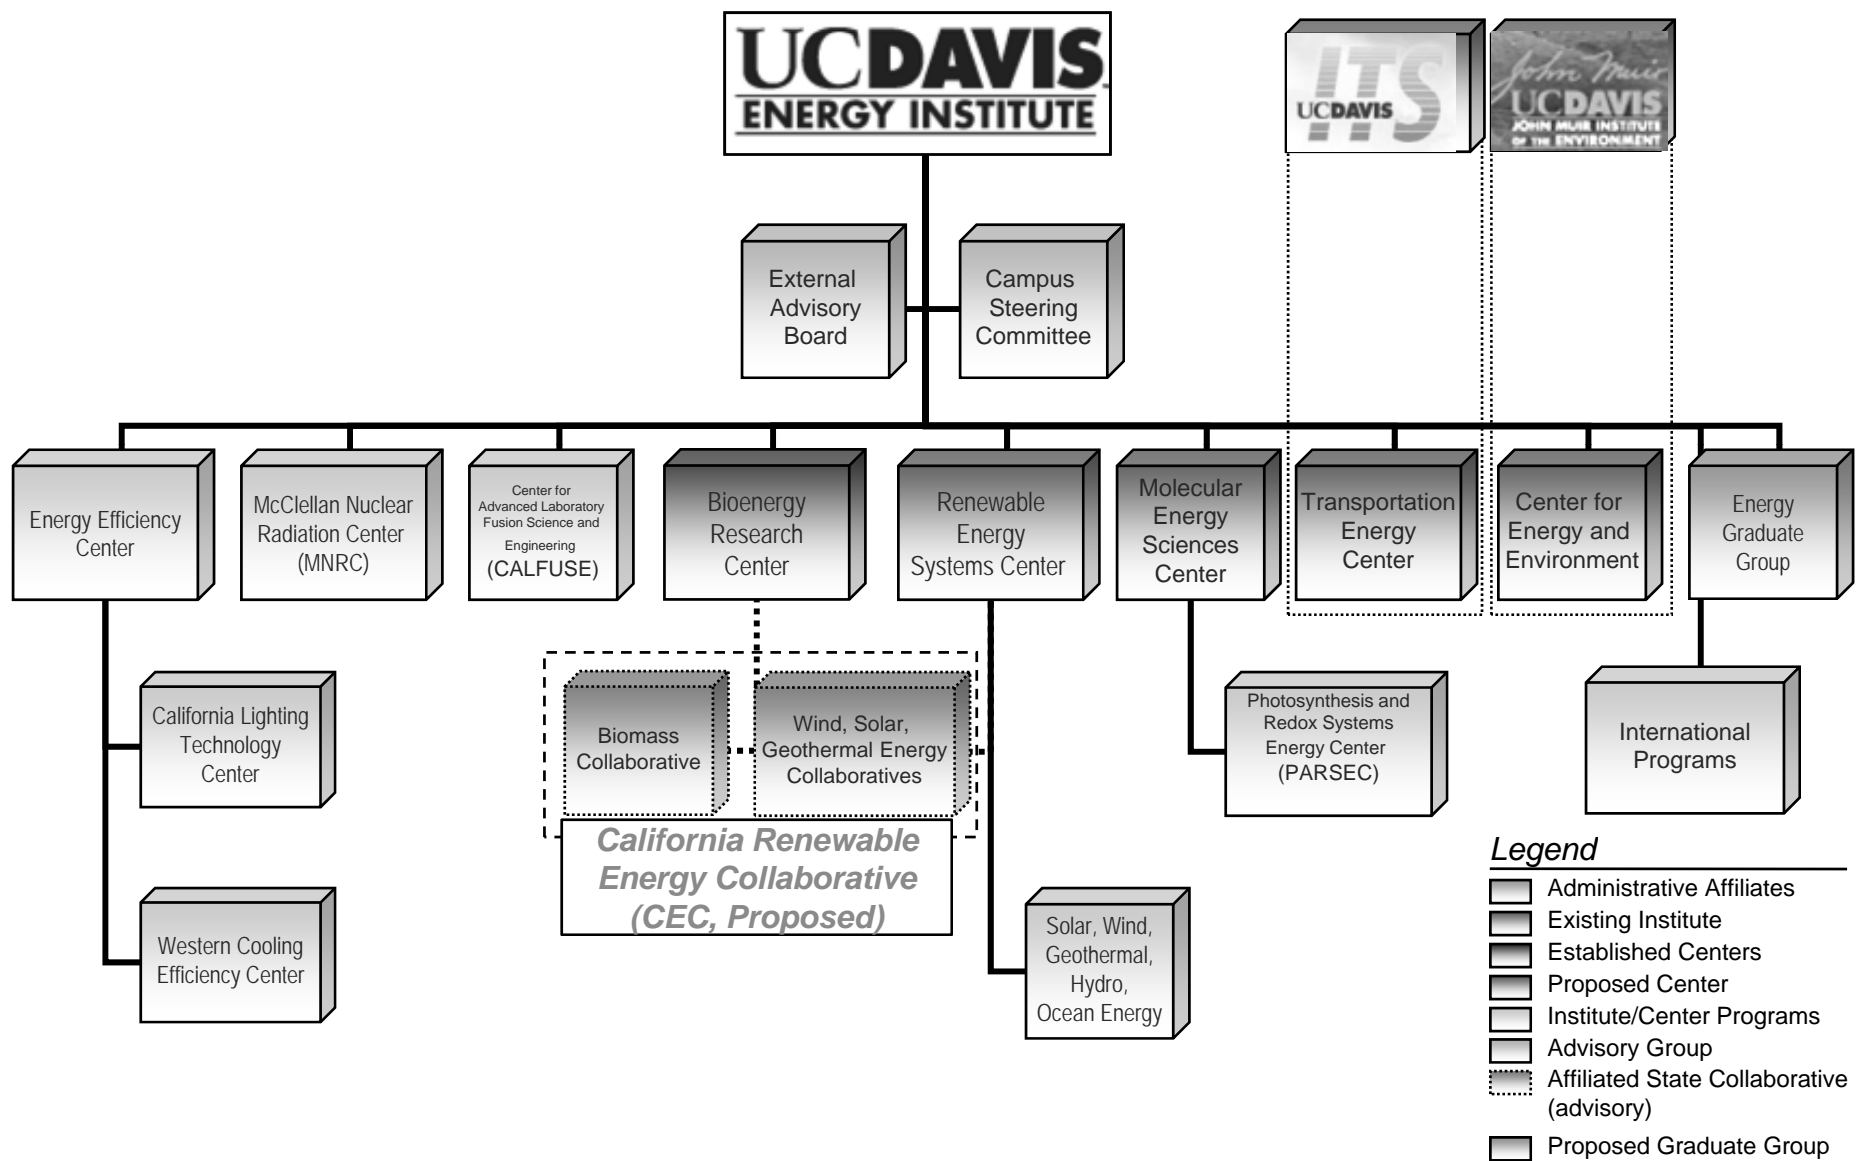 UCDAVIS
ENERGY INSTITUTE
ITS
UCDAVIS
John Muir
UCDAVIS
JOHN MUIR INSTITUTE
OF THE ENVIRONMENT
External
Advisory
Board
Campus
Steering
Committee
Energy Efficiency
Center
McClellan Nuclear
Radiation Center
(MNRC)
Center for
Advanced Laboratory
Fusion Science and
Engineering
(CALFUSE)
Bioenergy
Research
Center
Renewable
Energy
Systems Center
Molecular
Energy
Sciences
Center
Transportation
Energy
Center
Center for
Energy and
Environment
Energy
Graduate
Group
California Lighting
Technology
Center
Biomass
Collaborative
Wind, Solar,
Geothermal Energy
Collaboratives
Photosynthesis and
Redox Systems
Energy Center
(PARSEC)
International
Programs
California Renewable
Energy Collaborative
(CEC, Proposed)
Western Cooling
Efficiency Center
Solar, Wind,
Geothermal,
Hydro,
Ocean Energy
Legend
Administrative Affiliates
Existing Institute
Established Centers
Proposed Center
Institute/Center Programs
Advisory Group
Affiliated State Collaborative
(advisory)
Proposed Graduate Group